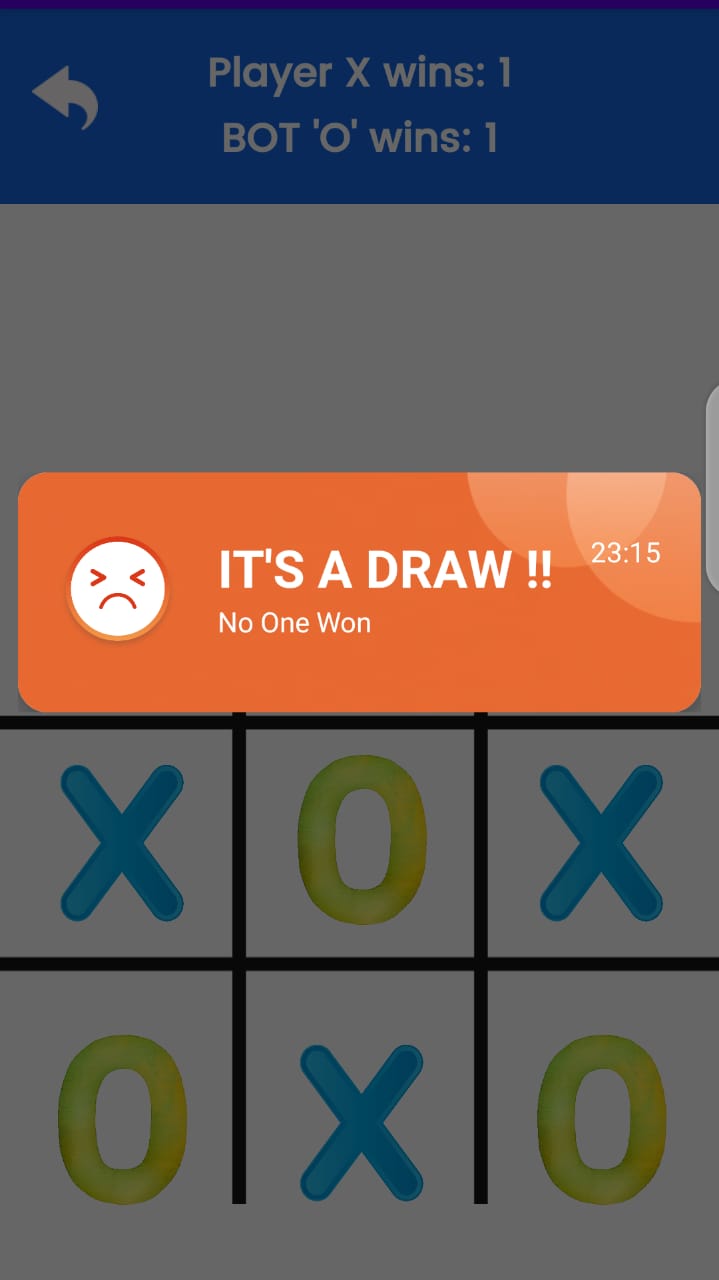 Player X wins: 1
BOT 'O' wins: 1
IT'S A DRAW !!
23:15
No One Won
X O X
O X O